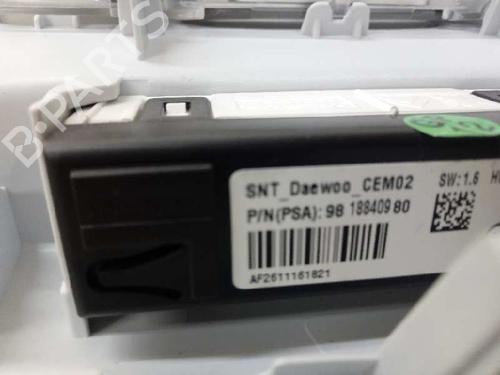 B-PARTS
SNT_Daewoo_CEM02
P/N(PSA): 98 188409 80
SW:1.6
AF2611161821